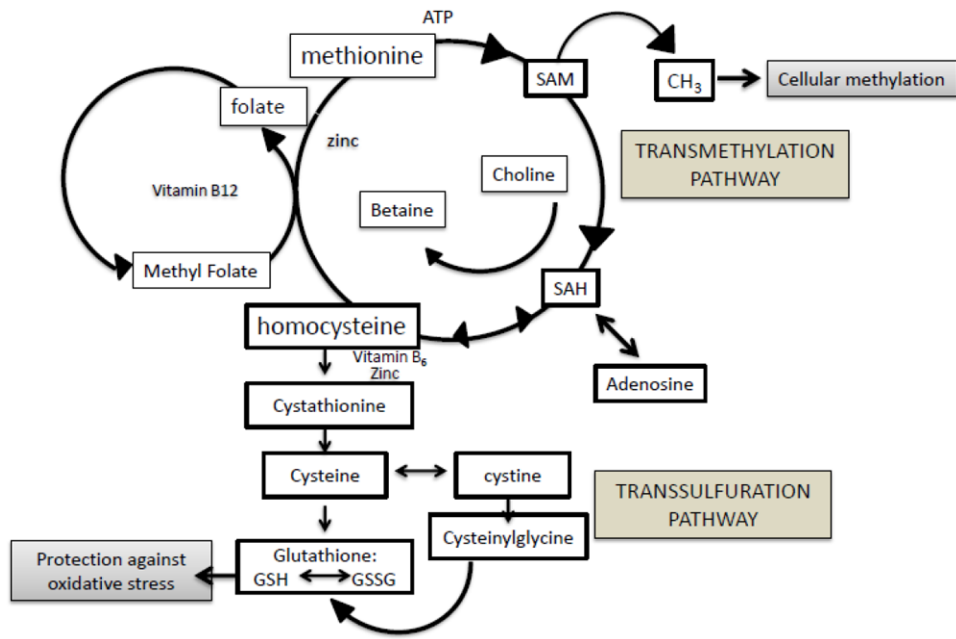 ATP
methionine
SAM
CH₃
Cellular methylation
folate
zinc
TRANSMETHYLATION
PATHWAY
Choline
Vitamin B12
Betaine
Methyl Folate
SAH
homocysteine
Vitamin B₆
Zinc
Adenosine
Cystathionine
Cysteine
cystine
TRANSSULFURATION
PATHWAY
Cysteinylglycine
Glutathione:
GSH GSSG
Protection against
oxidative stress